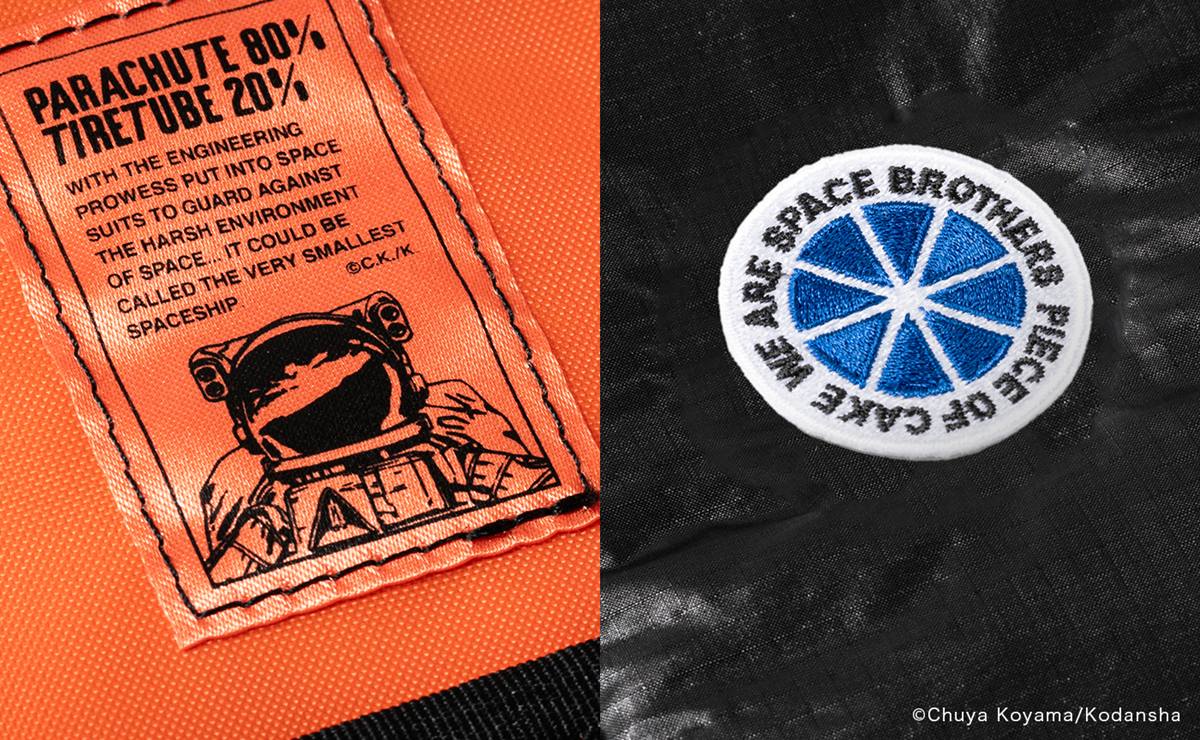 PARACHUTE 80%
TIRETUBE 20%
WITH THE ENGINEERING
PROWESS PUT INTO SPACE
SUITS TO GUARD AGAINST
THE HARSH ENVIRONMENT
OF SPACE... IT COULD BE
CALLED THE VERY SMALLEST
SPACESHIP
©C.K./K
WE ARE SPACE BROTHERS PIECE OF CAKE
©Chuya Koyama/Kodansha